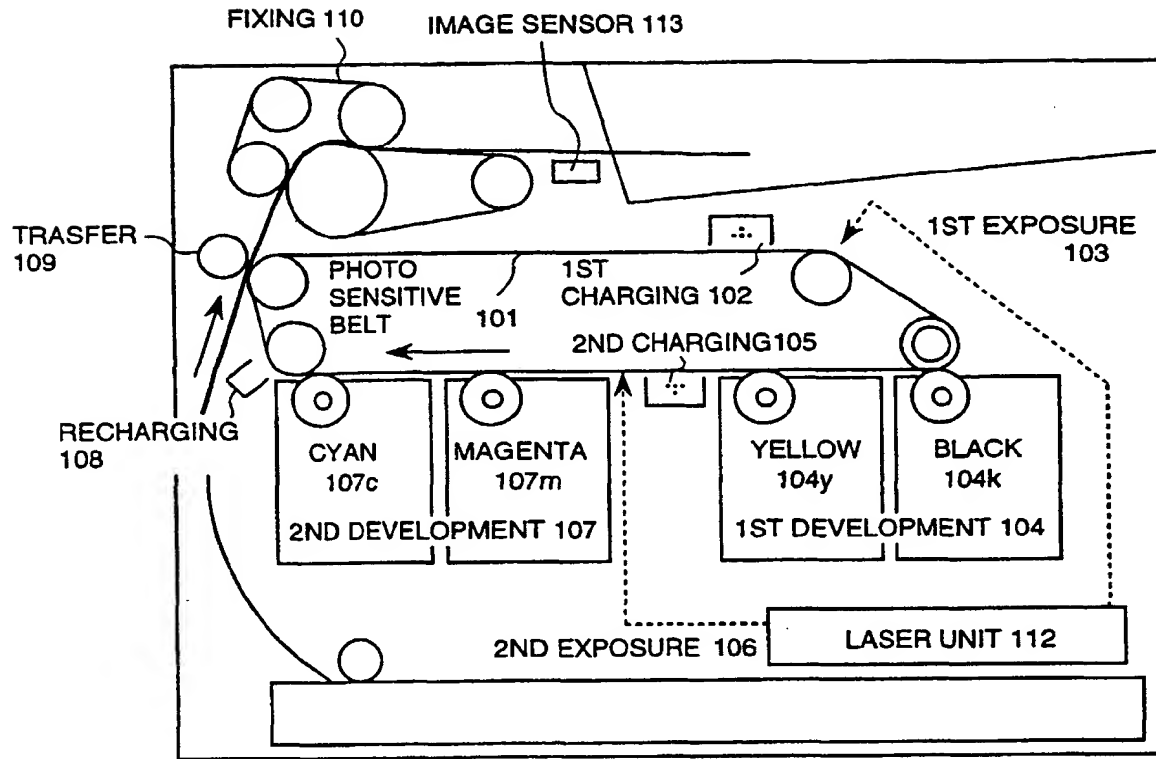 FIXING 110
IMAGE SENSOR 113
TRASFER
109
1ST EXPOSURE
103
PHOTO
SENSITIVE
BELT
101
1ST
CHARGING 102
2ND CHARGING105
RECHARGING
108
CYAN
107c
MAGENTA
107m
YELLOW
104y
BLACK
104k
2ND DEVELOPMENT 107
1ST DEVELOPMENT 104
2ND EXPOSURE 106
LASER UNIT 112